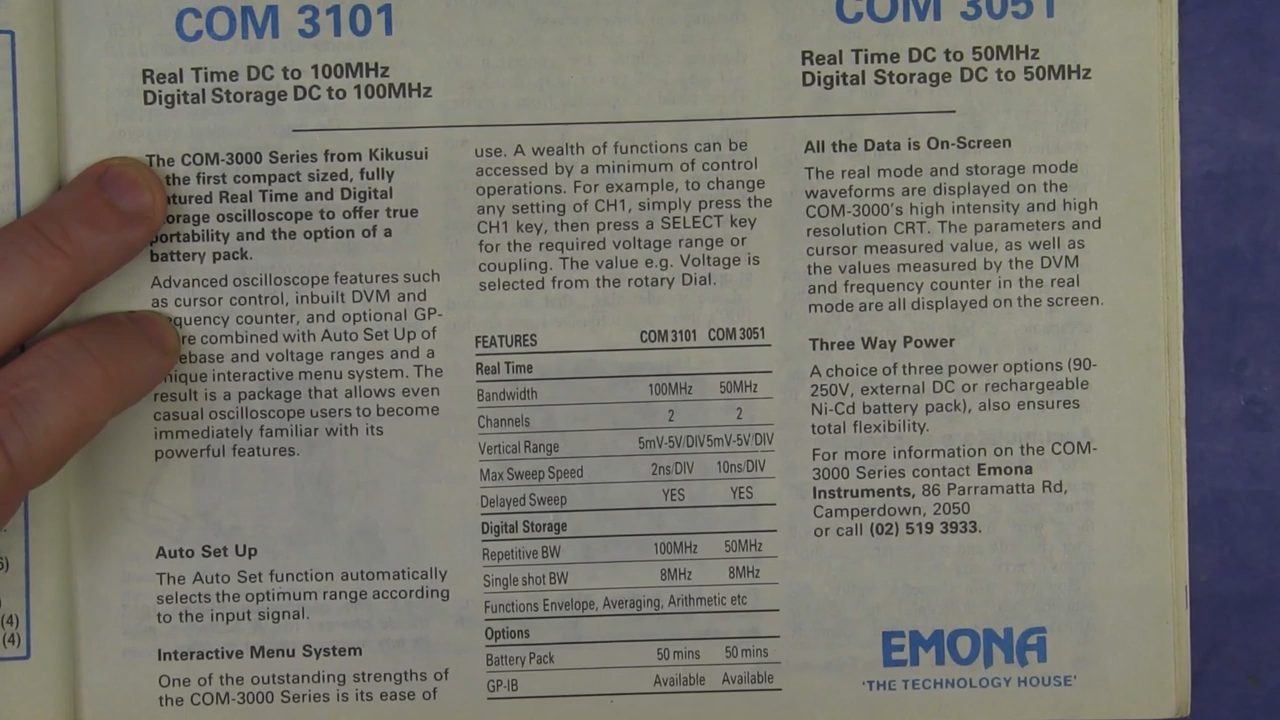 COM 3101
Real Time DC to 100MHz
Digital Storage DC to 100MHz
COM 3051
Real Time DC to 50MHz
Digital Storage DC to 50MHz
The COM-3000 Series from Kikusui
the first compact sized, fully
tured Real Time and Digital
orage oscilloscope to offer true
portability and the option of a
battery pack.
Advanced oscilloscope features such
as cursor control, inbuilt DVM and
quency counter, and optional GP-
re combined with Auto Set Up of
ebase and voltage ranges and a
nique interactive menu system. The
result is a package that allows even
casual oscilloscope users to become
immediately familiar with its
powerful features.
Auto Set Up
The Auto Set function automatically
selects the optimum range according
to the input signal.
Interactive Menu System
One of the outstanding strengths of
the COM-3000 Series is its ease of
use. A wealth of functions can be
accessed by a minimum of control
operations. For example, to change
any setting of CH1, simply press the
CH1 key, then press a SELECT key
for the required voltage range or
coupling. The value e.g. Voltage is
selected from the rotary Dial.
FEATURES COM 3101 COM 3051
Real Time
Bandwidth 100MHz 50MHz
Channels 2 2
Vertical Range 5mV-5V/DIV 5mV-5V/DIV
Max Sweep Speed 2ns/DIV 10ns/DIV
Delayed Sweep YES YES
Digital Storage
Repetitive BW 100MHz 50MHz
Single shot BW 8MHz 8MHz
Functions Envelope, Averaging, Arithmetic etc
Options
Battery Pack 50 mins 50 mins
GP-IB Available Available
All the Data is On-Screen
The real mode and storage mode
waveforms are displayed on the
COM-3000's high intensity and high
resolution CRT. The parameters and
cursor measured value, as well as
the values measured by the DVM
and frequency counter in the real
mode are all displayed on the screen.
Three Way Power
A choice of three power options (90-
250V, external DC or rechargeable
Ni-Cd battery pack), also ensures
total flexibility.
For more information on the COM-
3000 Series contact Emona
Instruments, 86 Parramatta Rd,
Camperdown, 2050
or call (02) 519 3933.
EMONA
'THE TECHNOLOGY HOUSE'
(4)
(4)